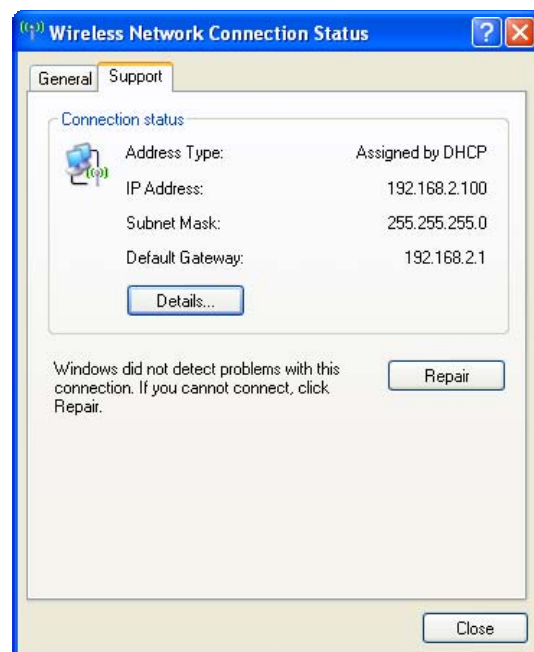 Wireless Network Connection Status
General Support
Connection status
Address Type: Assigned by DHCP
IP Address: 192.168.2.100
Subnet Mask: 255.255.255.0
Default Gateway: 192.168.2.1
Details...
Windows did not detect problems with this
connection. If you cannot connect, click
Repair.
Repair
Close